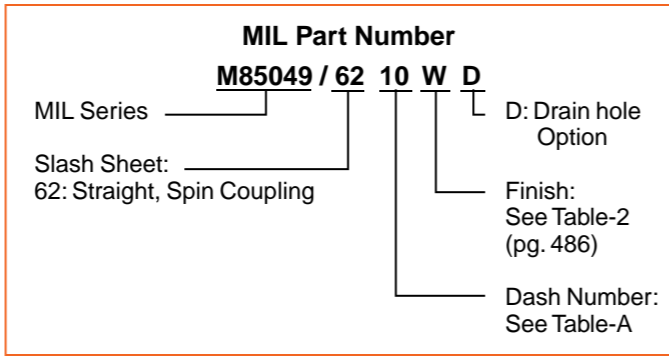 MIL Part Number
M85049 / 62 10 W D
MIL Series
Slash Sheet:
62: Straight, Spin Coupling
D: Drain hole
Option
Finish:
See Table-2
(pg. 486)
Dash Number:
See Table-A